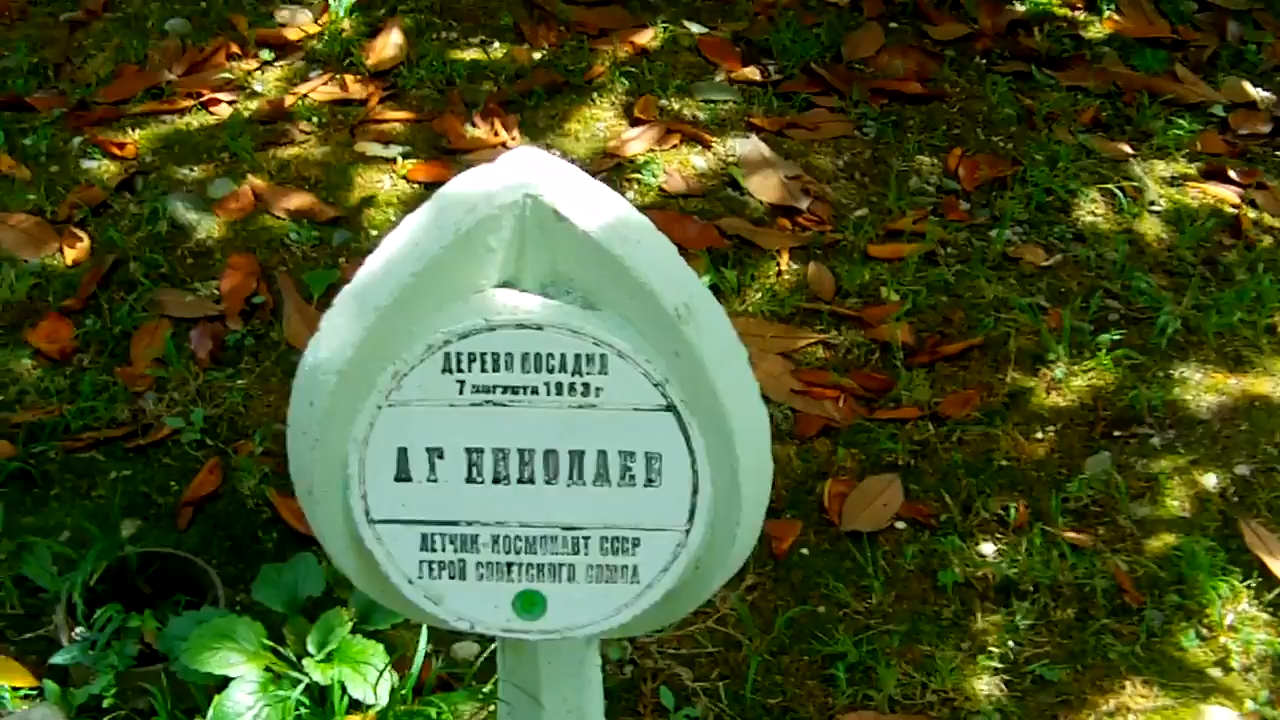 ДЕРЕВО ПОСАДИЛ
7 августа 1963 г
А.Г. НИКОЛАЕВ
ЛЕТЧИК-КОСМОНАВТ СССР
ГЕРОЙ СОВЕТСКОГО СОЮЗА